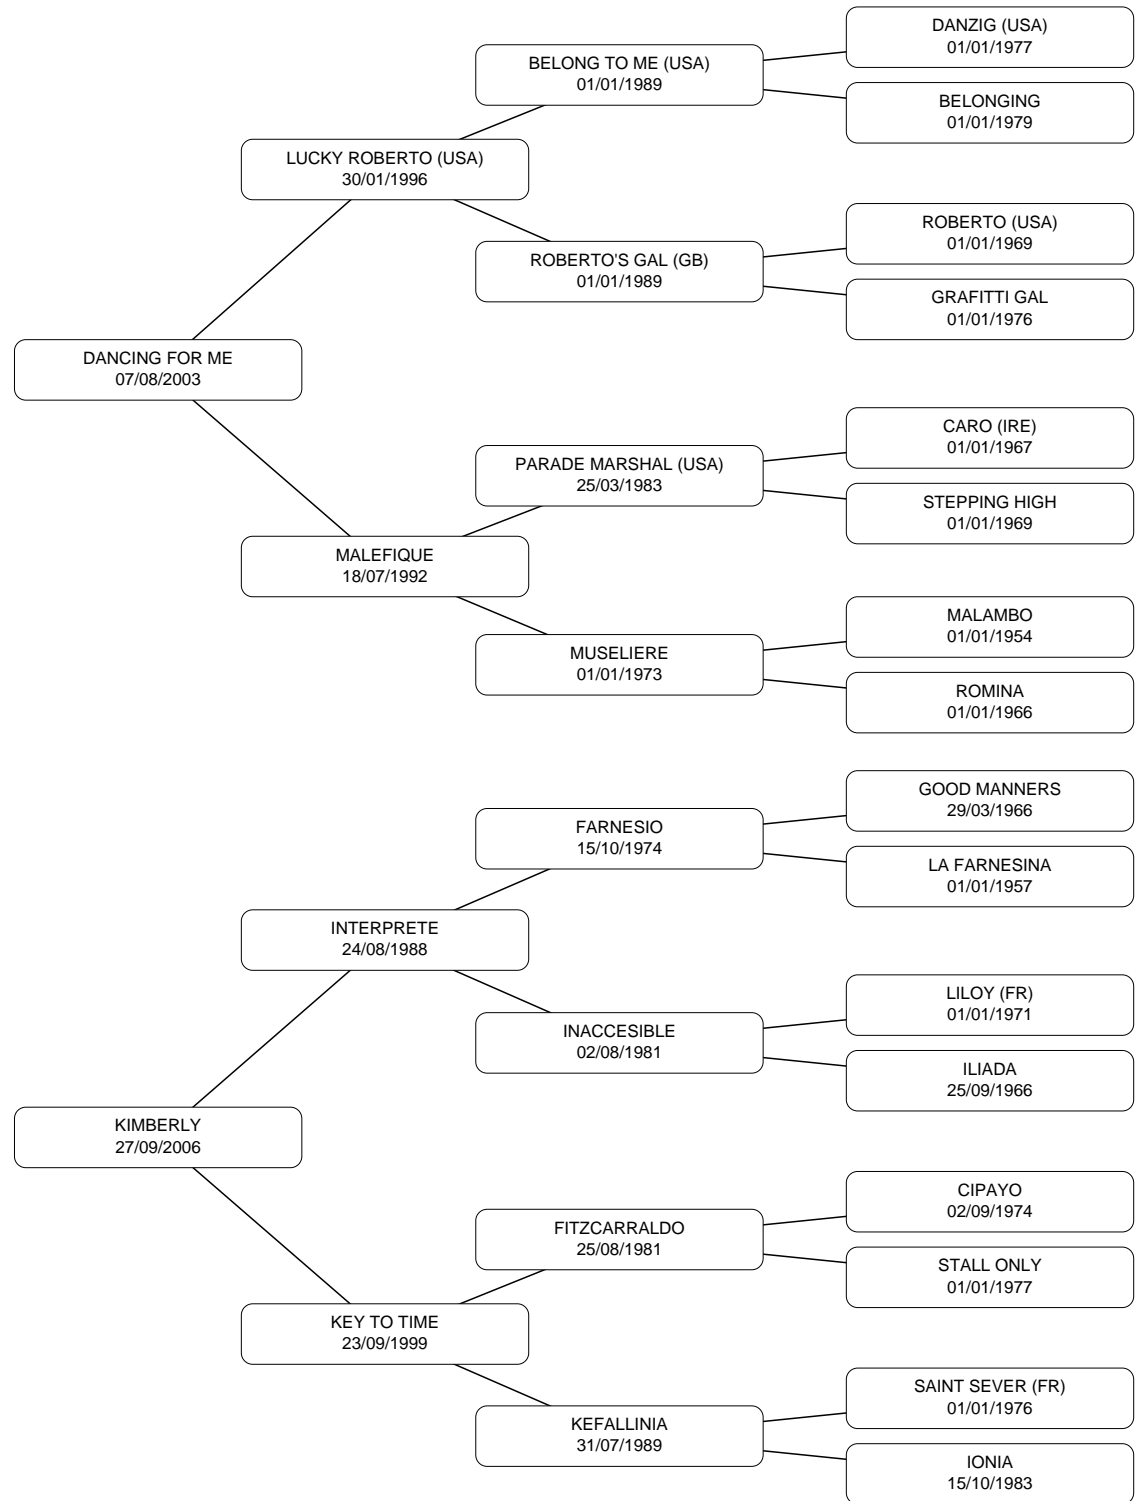 DANZIG (USA)
01/01/1977
BELONG TO ME (USA)
01/01/1989
BELONGING
01/01/1979
LUCKY ROBERTO (USA)
30/01/1996
ROBERTO (USA)
01/01/1969
ROBERTO'S GAL (GB)
01/01/1989
GRAFITTI GAL
01/01/1976
DANCING FOR ME
07/08/2003
CARO (IRE)
01/01/1967
PARADE MARSHAL (USA)
25/03/1983
STEPPING HIGH
01/01/1969
MALEFIQUE
18/07/1992
MALAMBO
01/01/1954
MUSELIERE
01/01/1973
ROMINA
01/01/1966
GOOD MANNERS
29/03/1966
FARNESIO
15/10/1974
LA FARNESINA
01/01/1957
INTERPRETE
24/08/1988
LILOY (FR)
01/01/1971
INACCESIBLE
02/08/1981
ILIADA
25/09/1966
KIMBERLY
27/09/2006
CIPAYO
02/09/1974
FITZCARRALDO
25/08/1981
STALL ONLY
01/01/1977
KEY TO TIME
23/09/1999
SAINT SEVER (FR)
01/01/1976
KEFALLINIA
31/07/1989
IONIA
15/10/1983